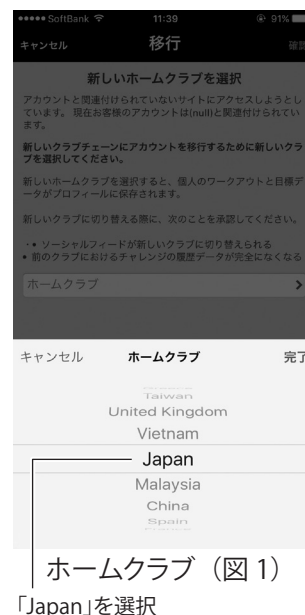 SoftBank 11:39 91%
キャンセル 移行 確認
新しいホームクラブを選択
アカウントと関連付けられていないサイトにアクセスしようとし
ています。 現在お客様のアカウントは(null)と関連付けられてい
ます。
新しいクラブチェーンにアカウントを移行するために新しいクラ
ブを選択してください。
新しいホームクラブを選択すると、個人のワークアウトと目標デ
ータがプロフィールに保存されます。
新しいクラブに切り替える際に、次のことを承認してください。
・• ソーシャルフィードが新しいクラブに切り替えられる
• 前のクラブにおけるチャレンジの履歴データが完全になくなる
ホームクラブ
キャンセル ホームクラブ 完了
Taiwan
United Kingdom
Vietnam
Japan
Malaysia
China
Spain
ホームクラブ（図 1）
「Japan」を選択